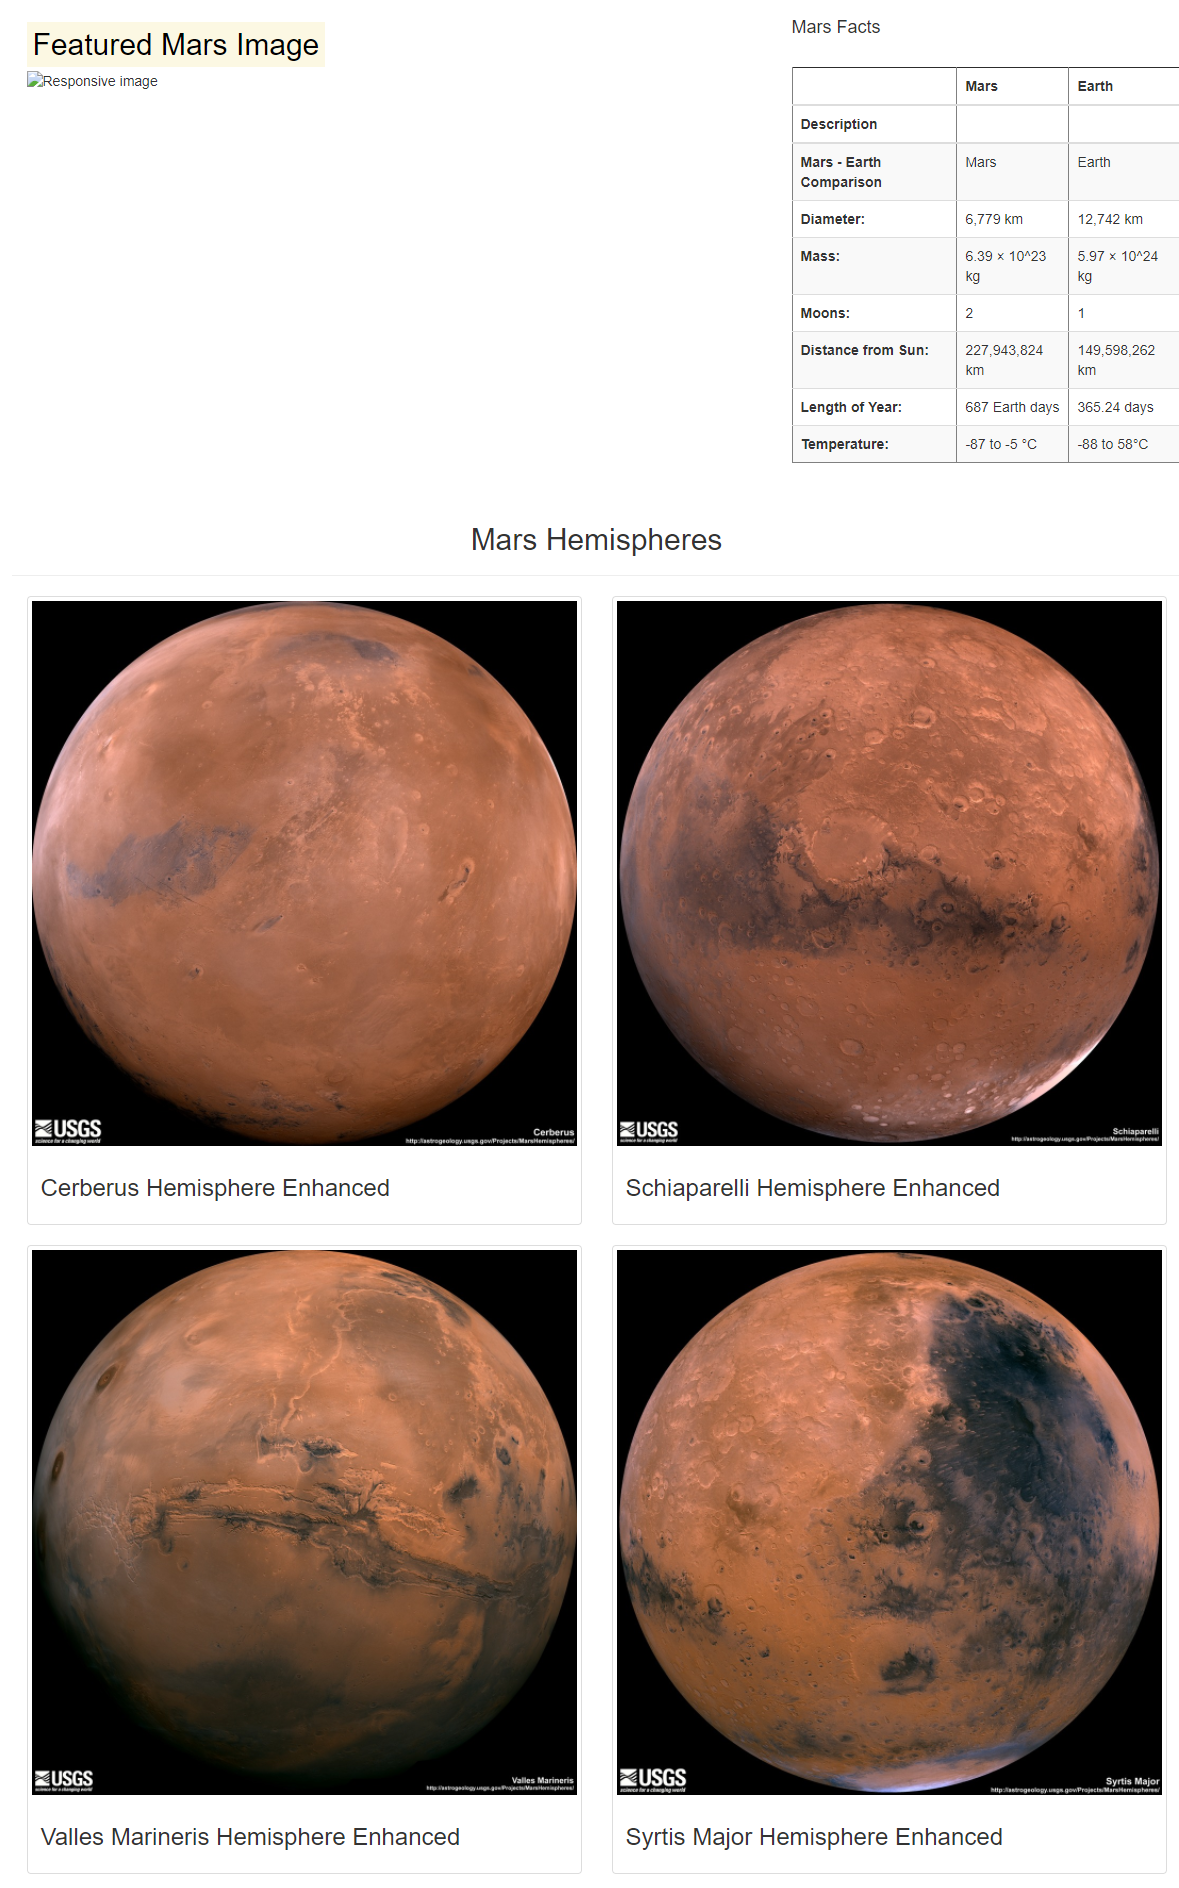 Featured Mars Image
Responsive image
Mars Facts
Mars Earth
Description
Mars - Earth Comparison Mars Earth
Diameter: 6,779 km 12,742 km
Mass: 6.39 × 10^23 kg 5.97 × 10^24 kg
Moons: 2 1
Distance from Sun: 227,943,824 km 149,598,262 km
Length of Year: 687 Earth days 365.24 days
Temperature: -87 to -5 °C -88 to 58°C
Mars Hemispheres
USGS
science for a changing world
Cerberus
http://astrogeology.usgs.gov/Projects/MarsHemispheres/
USGS
science for a changing world
Schiaparelli
http://astrogeology.usgs.gov/Projects/MarsHemispheres/
Cerberus Hemisphere Enhanced
Schiaparelli Hemisphere Enhanced
USGS
science for a changing world
Valles Marineris
http://astrogeology.usgs.gov/Projects/MarsHemispheres/
USGS
science for a changing world
Syrtis Major
http://astrogeology.usgs.gov/Projects/MarsHemispheres/
Valles Marineris Hemisphere Enhanced
Syrtis Major Hemisphere Enhanced